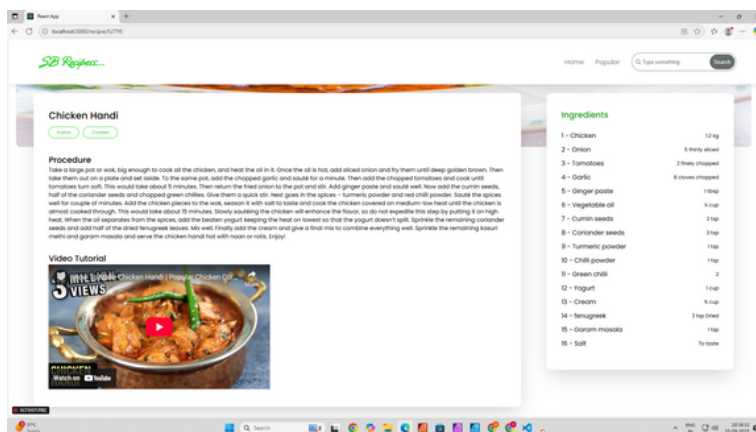 React App
localhost:3000/recipie/52795
SB Recipess...
Home Popular Type something... Search
Chicken Handi
Indian Chicken
Procedure
Take a large pot or wok, big enough to cook all the chicken, and heat the oil in it. Once the oil is hot, add sliced onion and fry them until deep golden brown. Then
take them out on a plate and set aside. To the same pot, add the chopped garlic and sauté for a minute. Then add the chopped tomatoes and cook until
tomatoes turn soft. This would take about 5 minutes. Then return the fried onion to the pot and stir. Add ginger paste and sauté well. Now add the cumin seeds,
half of the coriander seeds and chopped green chillies. Give them a quick stir. Next goes in the spices – turmeric powder and red chilli powder. Sauté the spices
well for couple of minutes. Add the chicken pieces to the wok, season it with salt to taste and cook the chicken covered on medium-low heat until the chicken is
almost cooked through. This would take about 15 minutes. Slowly sautéing the chicken will enhance the flavor, so do not expedite this step by putting it on high
heat. When the oil separates from the spices, add the beaten yogurt keeping the heat on lowest so that the yogurt doesn't split. Sprinkle the remaining coriander
seeds and add half of the dried fenugreek leaves. Mix well. Finally add the cream and give a final mix to combine everything well. Sprinkle the remaining kasuri
methi and garam masala and serve the chicken handi hot with naan or rotis. Enjoy!
Video Tutorial
MILLION
3 VIEWS
Chicken Handi | Popular Chicken
Share
CHICKEN
HANDI
Watch on YouTube
Ingredients
1 - Chicken 1.2 kg
2 - Onion 5 thinly sliced
3 - Tomatoes 2 finely chopped
4 - Garlic 8 cloves chopped
5 - Ginger paste 1 tbsp
6 - Vegetable oil ¼ cup
7 - Cumin seeds 2 tsp
8 - Coriander seeds 3 tsp
9 - Turmeric powder 1 tsp
10 - Chilli powder 1 tsp
11 - Green chilli 2
12 - Yogurt 1 cup
13 - Cream ¾ cup
14 - fenugreek 3 tsp Dried
15 - Garam masala 1 tsp
16 - Salt To taste
SCREENREC
31°C
Search
ENG
IN